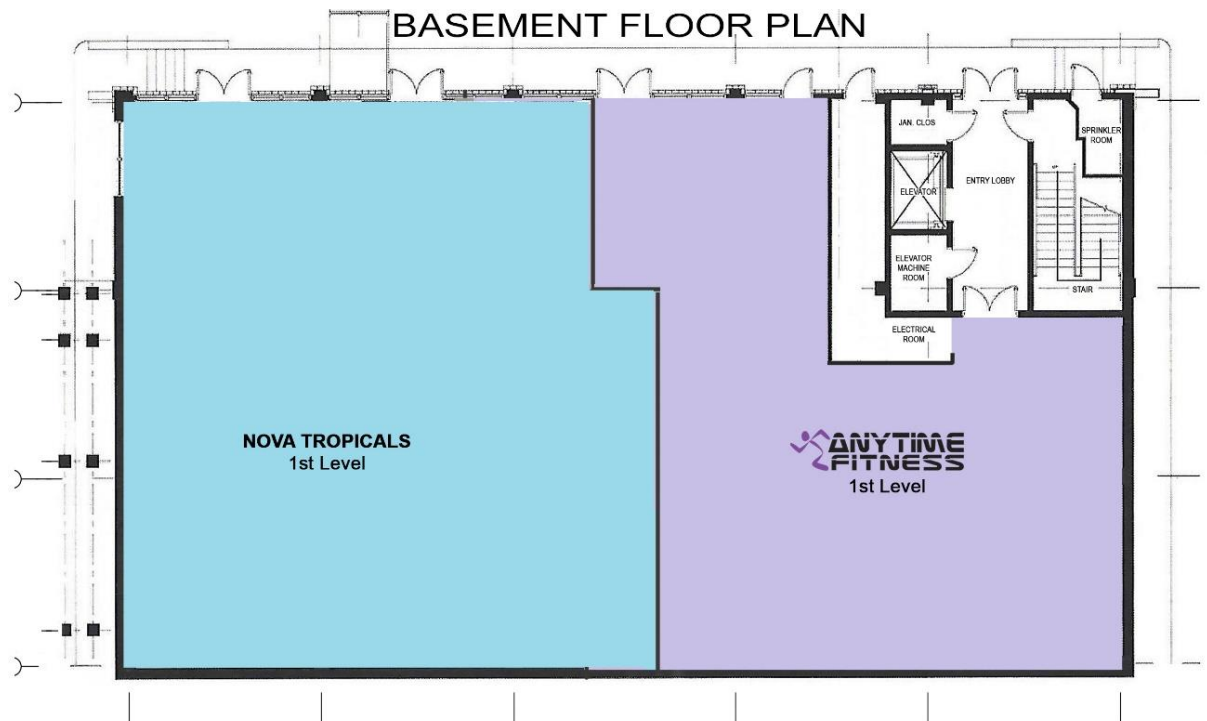 BASEMENT FLOOR PLAN
JAN. CLOS
SPRINKLER
ROOM
ELEVATOR
ENTRY LOBBY
ELEVATOR
MACHINE
ROOM
STAIR
ELECTRICAL
ROOM
NOVA TROPICALS
1st Level
ANYTIME
FITNESS
1st Level